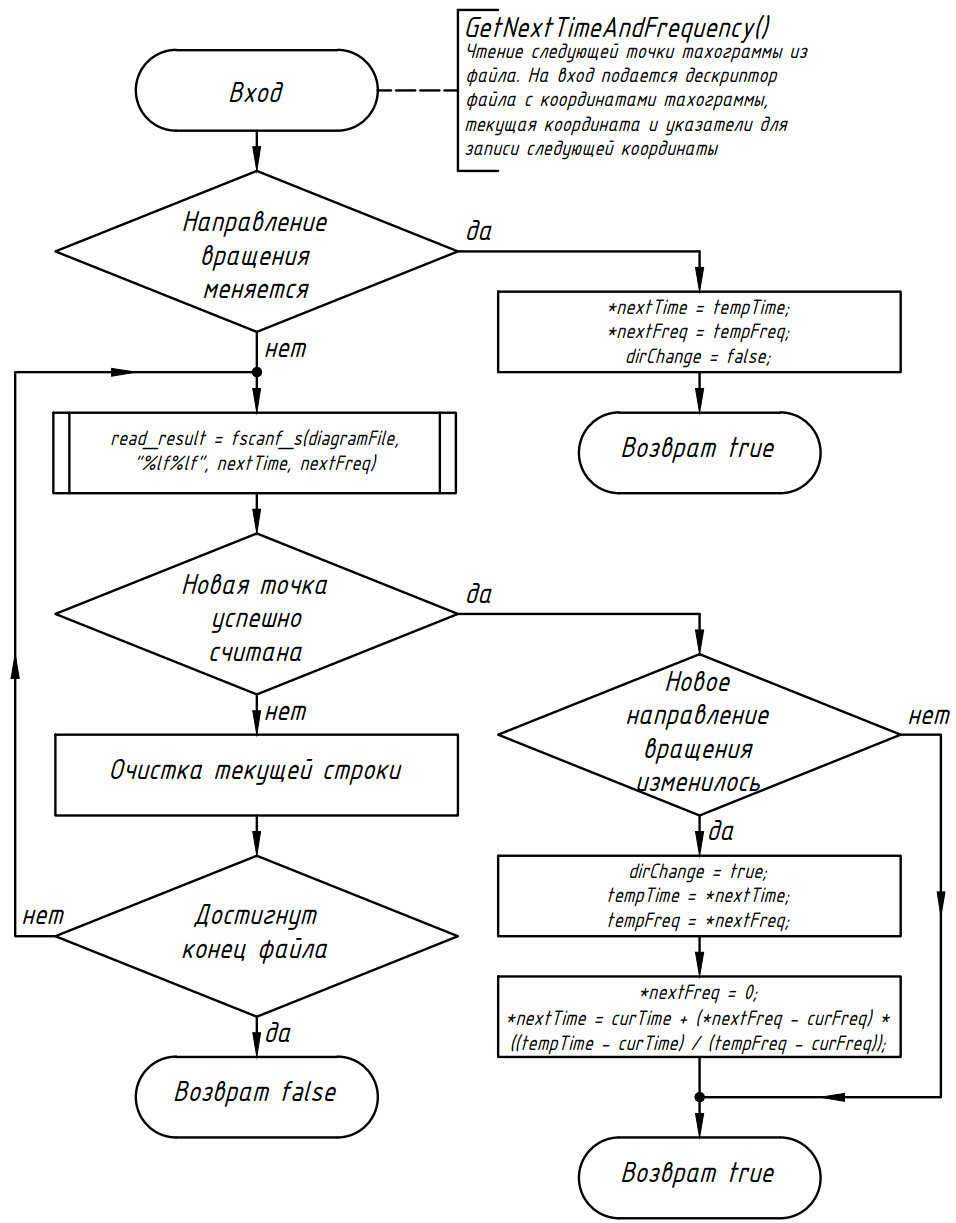 GetNextTimeAndFrequency()
Чтение следующей точки тахограммы из
файла. На вход подается дескриптор
файла с координатами тахограммы,
текущая координата и указатели для
записи следующей координаты
Вход
Направление
вращения
меняется
да
нет
*nextTime = tempTime;
*nextFreq = tempFreq;
dirChange = false;
Возврат true
read_result = fscanf_s(diagramFile,
"%lf%lf", nextTime, nextFreq)
Новая точка
успешно
считана
да
нет
Новое
направление
вращения
изменилось
нет
да
Очистка текущей строки
dirChange = true;
tempTime = *nextTime;
tempFreq = *nextFreq;
Достигнут
конец файла
нет
да
*nextFreq = 0;
*nextTime = curTime + (*nextFreq - curFreq) *
((tempTime - curTime) / (tempFreq - curFreq));
Возврат false
Возврат true